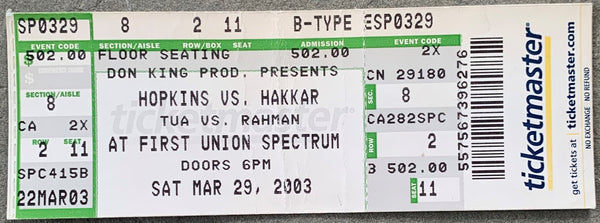 SP0329 8 2 11 B-TYPE ESP0329
EVENT CODE SECTION/AISLE ROW/BOX SEAT ADMISSION EVENT CODE
502.00 FLOOR SEATING 502.00 2X
$ DON KING PROD. PRESENTS CN 29180
SECTION/AISLE HOPKINS VS. HAKKAR SEC.
8 ticketmaster 8
CA 2X TUA VS. RAHMAN CA282SPC
2 11 AT FIRST UNION SPECTRUM 2
SPC415B DOORS 6PM 3 502.00
22MAR03 SAT MAR 29, 2003 SEAT 11
557567396276
ticketmaster
get tickets at ticketmaster.com
NO EXCHANGE NO REFUND